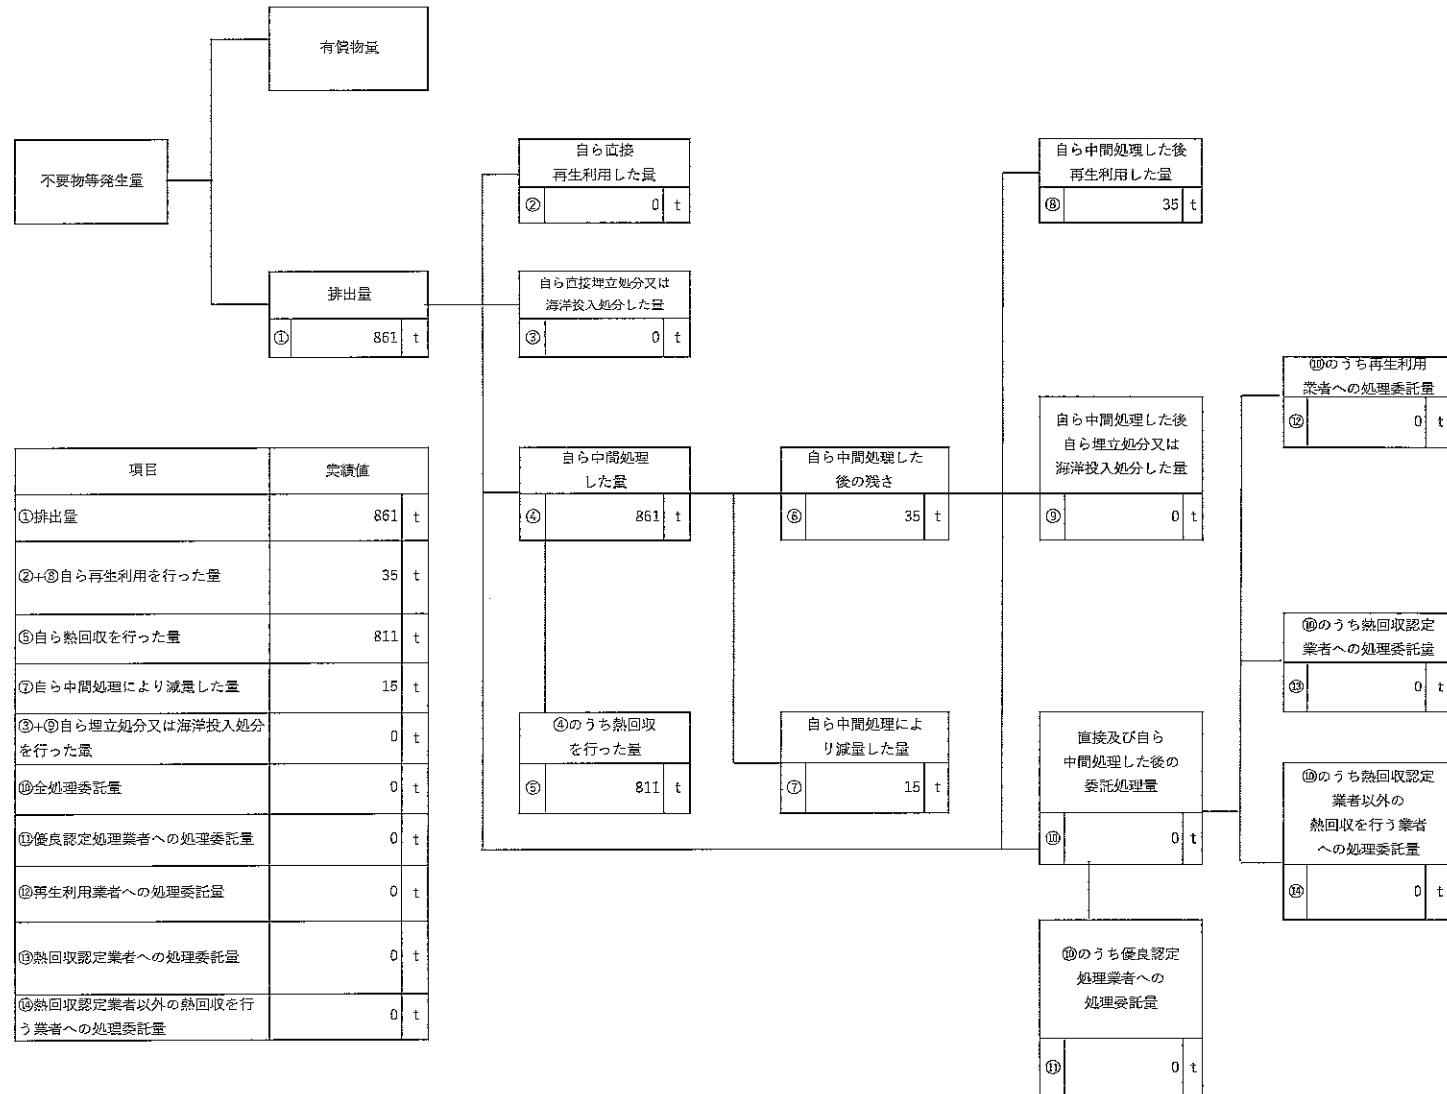 有償物量
不要物等発生量
排出量
① 861 t
自ら直接
再生利用した量
② 0 t
自ら直接埋立処分又は
海洋投入処分した量
③ 0 t
自ら中間処理
した量
④ 861 t
④のうち熱回収
を行った量
⑤ 811 t
自ら中間処理した
後の残さ
⑥ 35 t
自ら中間処理によ
り減量した量
⑦ 15 t
自ら中間処理した後
再生利用した量
⑧ 35 t
自ら中間処理した後
自ら埋立処分又は
海洋投入処分した量
⑨ 0 t
直接及び自ら
中間処理した後の
委託処理量
⑩ 0 t
⑩のうち優良認定
処理業者への
処理委託量
⑪ 0 t
⑩のうち再生利用
業者への処理委託量
⑫ 0 t
⑩のうち熱回収認定
業者への処理委託量
⑬ 0 t
⑩のうち熱回収認定
業者以外の
熱回収を行う業者
への処理委託量
⑭ 0 t
項目 実績値
①排出量 861 t
②+⑧自ら再生利用を行った量 35 t
⑤自ら熱回収を行った量 811 t
⑦自ら中間処理により減量した量 15 t
③+⑨自ら埋立処分又は海洋投入処分
を行った量 0 t
⑩全処理委託量 0 t
⑪優良認定処理業者への処理委託量 0 t
⑫再生利用業者への処理委託量 0 t
⑬熱回収認定業者への処理委託量 0 t
⑭熱回収認定業者以外の熱回収を行
う業者への処理委託量 0 t